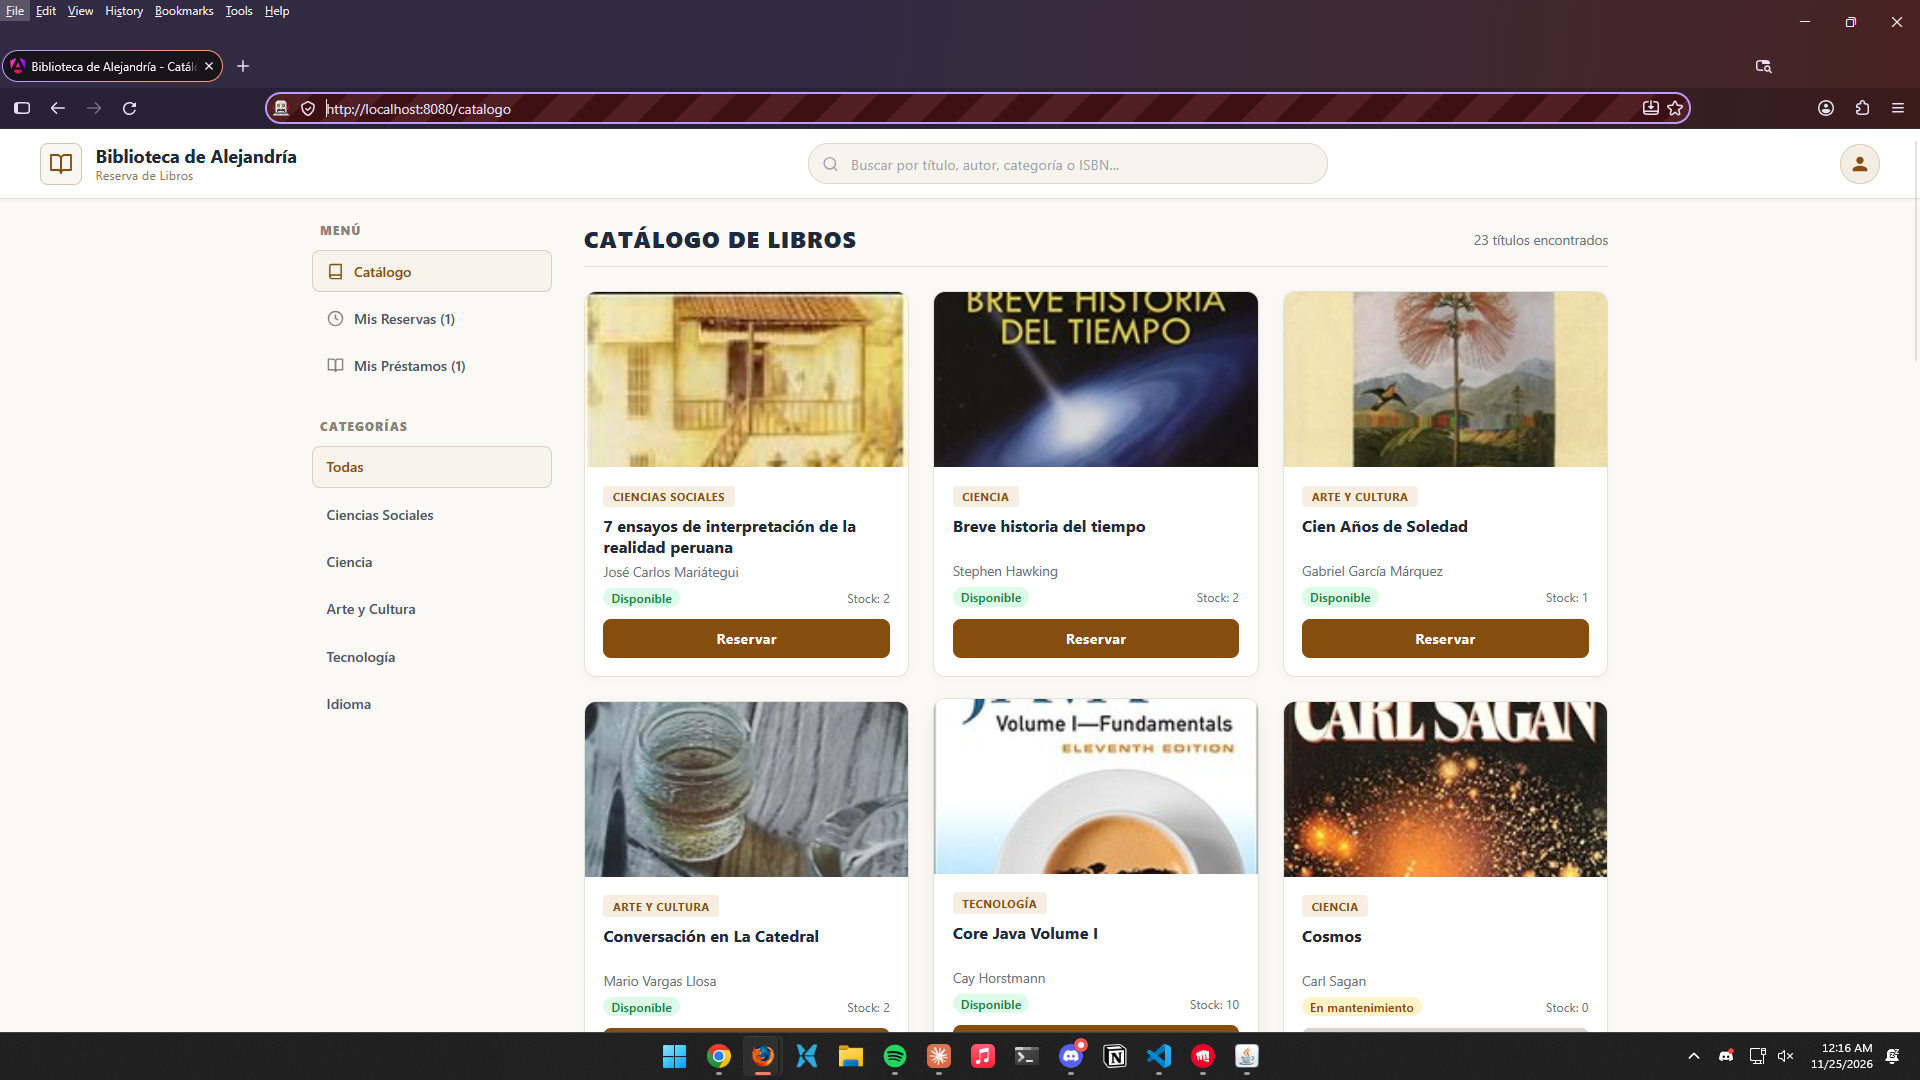 File Edit View History Bookmarks Tools Help
Biblioteca de Alejandría - Catál
http://localhost:8080/catalogo
Biblioteca de Alejandría
Reserva de Libros
Buscar por título, autor, categoría o ISBN...
MENÚ
Catálogo
Mis Reservas (1)
Mis Préstamos (1)
CATEGORÍAS
Todas
Ciencias Sociales
Ciencia
Arte y Cultura
Tecnología
Idioma
CATÁLOGO DE LIBROS
23 títulos encontrados
CIENCIAS SOCIALES
7 ensayos de interpretación de la
realidad peruana
José Carlos Mariátegui
Disponible
Stock: 2
Reservar
BREVE HISTORIA
DEL TIEMPO
CIENCIA
Breve historia del tiempo
Stephen Hawking
Disponible
Stock: 2
Reservar
ARTE Y CULTURA
Cien Años de Soledad
Gabriel García Márquez
Disponible
Stock: 1
Reservar
ARTE Y CULTURA
Conversación en La Catedral
Mario Vargas Llosa
Disponible
Stock: 2
Volume I—Fundamentals
ELEVENTH EDITION
TECNOLOGÍA
Core Java Volume I
Cay Horstmann
Disponible
Stock: 10
CARL SAGAN
CIENCIA
Cosmos
Carl Sagan
En mantenimiento
Stock: 0
12:16 AM
11/25/2026